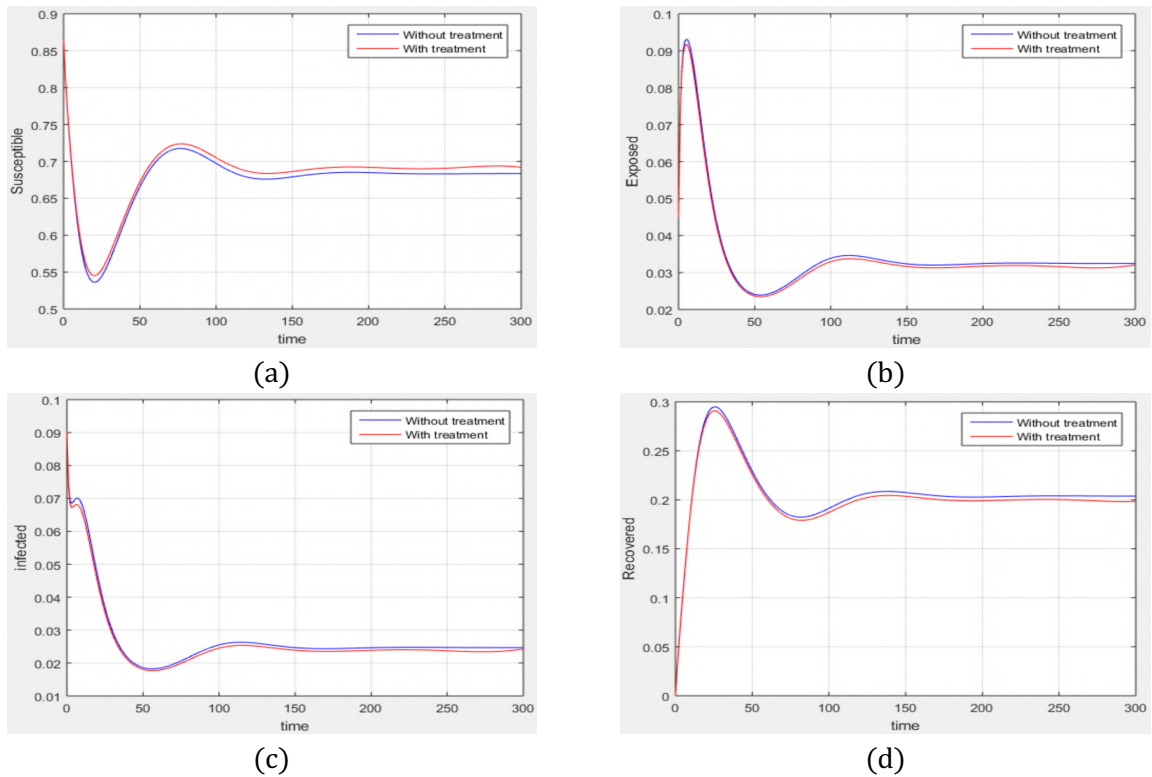 0.9
0.85
0.8
0.75
0.7
0.65
0.6
0.55
0.5
Susceptible
0 50 100 150 200 250 300
time
Without treatment
With treatment
(a)
0.1
0.09
0.08
0.07
0.06
0.05
0.04
0.03
0.02
Exposed
0 50 100 150 200 250 300
time
Without treatment
With treatment
(b)
0.1
0.09
0.08
0.07
0.06
0.05
0.04
0.03
0.02
0.01
infected
0 50 100 150 200 250 300
time
Without treatment
With treatment
(c)
0.3
0.25
0.2
0.15
0.1
0.05
0
Recovered
0 50 100 150 200 250 300
time
Without treatment
With treatment
(d)